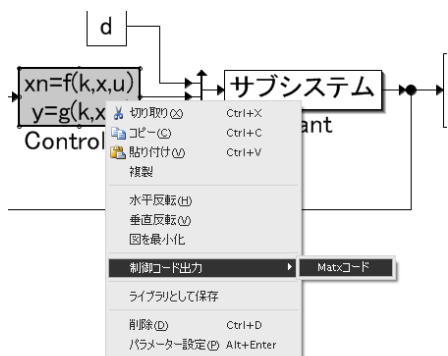 d
xn=f(k,x,u)
y=g(k,x
サブシステム
Control
ant
切り取り(X) Ctrl+X
コピー(C) Ctrl+C
貼り付け(V) Ctrl+V
複製
水平反転(H)
垂直反転(V)
図を最小化
制御コード出力
Matxコード
ライブラリとして保存
削除(D) Ctrl+D
パラメーター設定(P) Alt+Enter